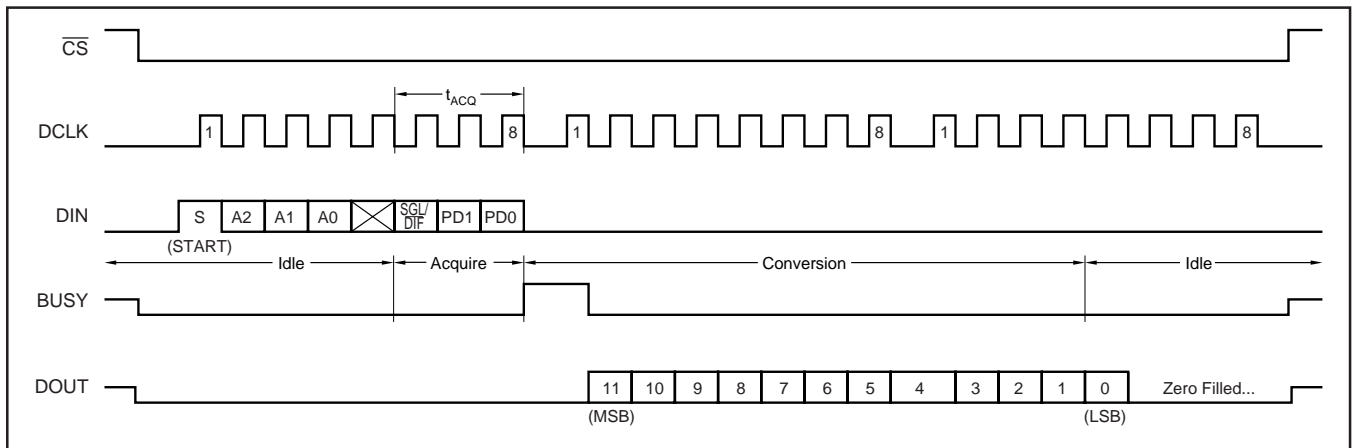 CS
tACQ
DCLK 1 8 1 8 1 8
DIN S A2 A1 A0 SGL/DIF PD1 PD0
(START)
Idle Acquire Conversion Idle
BUSY
DOUT 11 10 9 8 7 6 5 4 3 2 1 0 Zero Filled...
(MSB) (LSB)